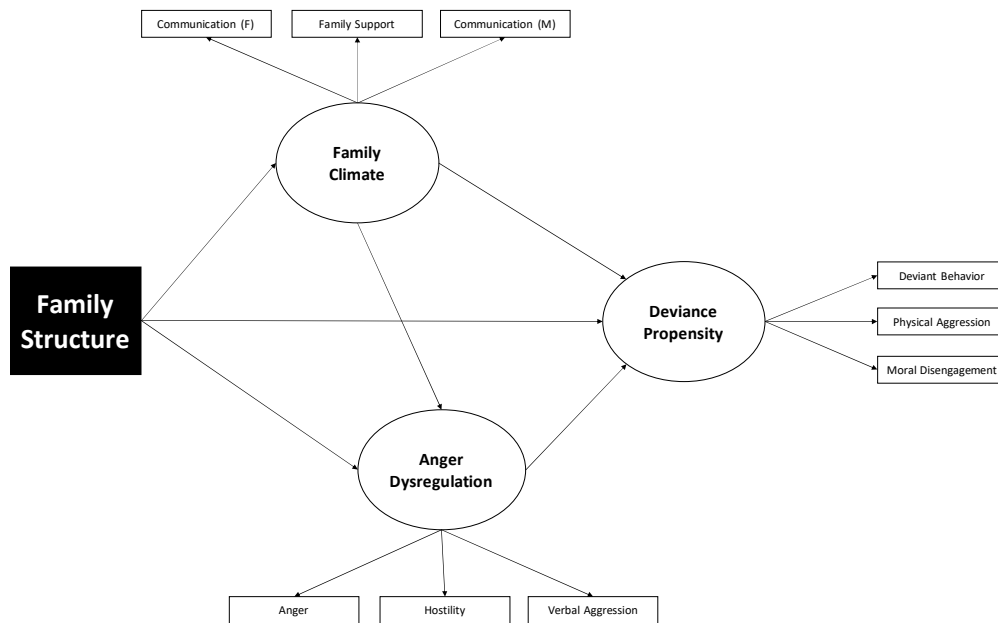 Communication (F)
Family Support
Communication (M)
Family
Climate
Family
Structure
Deviance
Propensity
Deviant Behavior
Physical Aggression
Moral Disengagement
Anger
Dysregulation
Anger
Hostility
Verbal Aggression